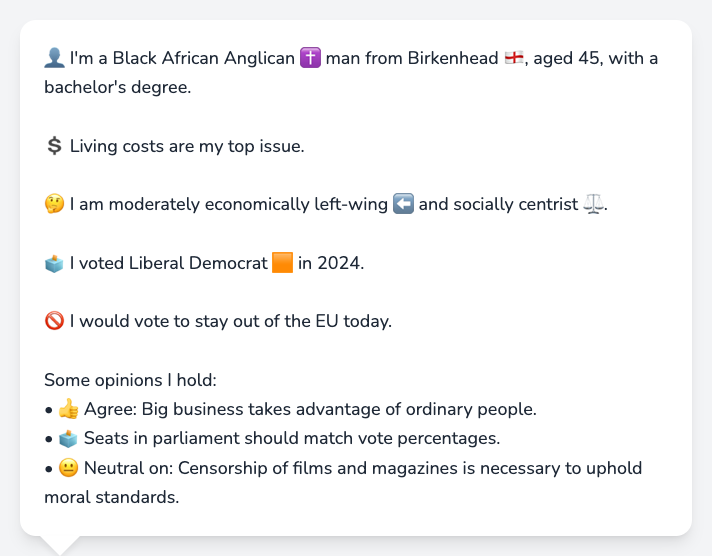 👤 I'm a Black African Anglican ✝️ man from Birkenhead 🏴󠁧󠁢󠁥󠁮󠁧󠁿, aged 45, with a
bachelor's degree.
💲 Living costs are my top issue.
🤔 I am moderately economically left-wing ⬅️ and socially centrist ⚖️.
🗳️ I voted Liberal Democrat 🟧 in 2024.
🚫 I would vote to stay out of the EU today.
Some opinions I hold:
• 👍 Agree: Big business takes advantage of ordinary people.
• 🗳️ Seats in parliament should match vote percentages.
• 😐 Neutral on: Censorship of films and magazines is necessary to uphold
moral standards.